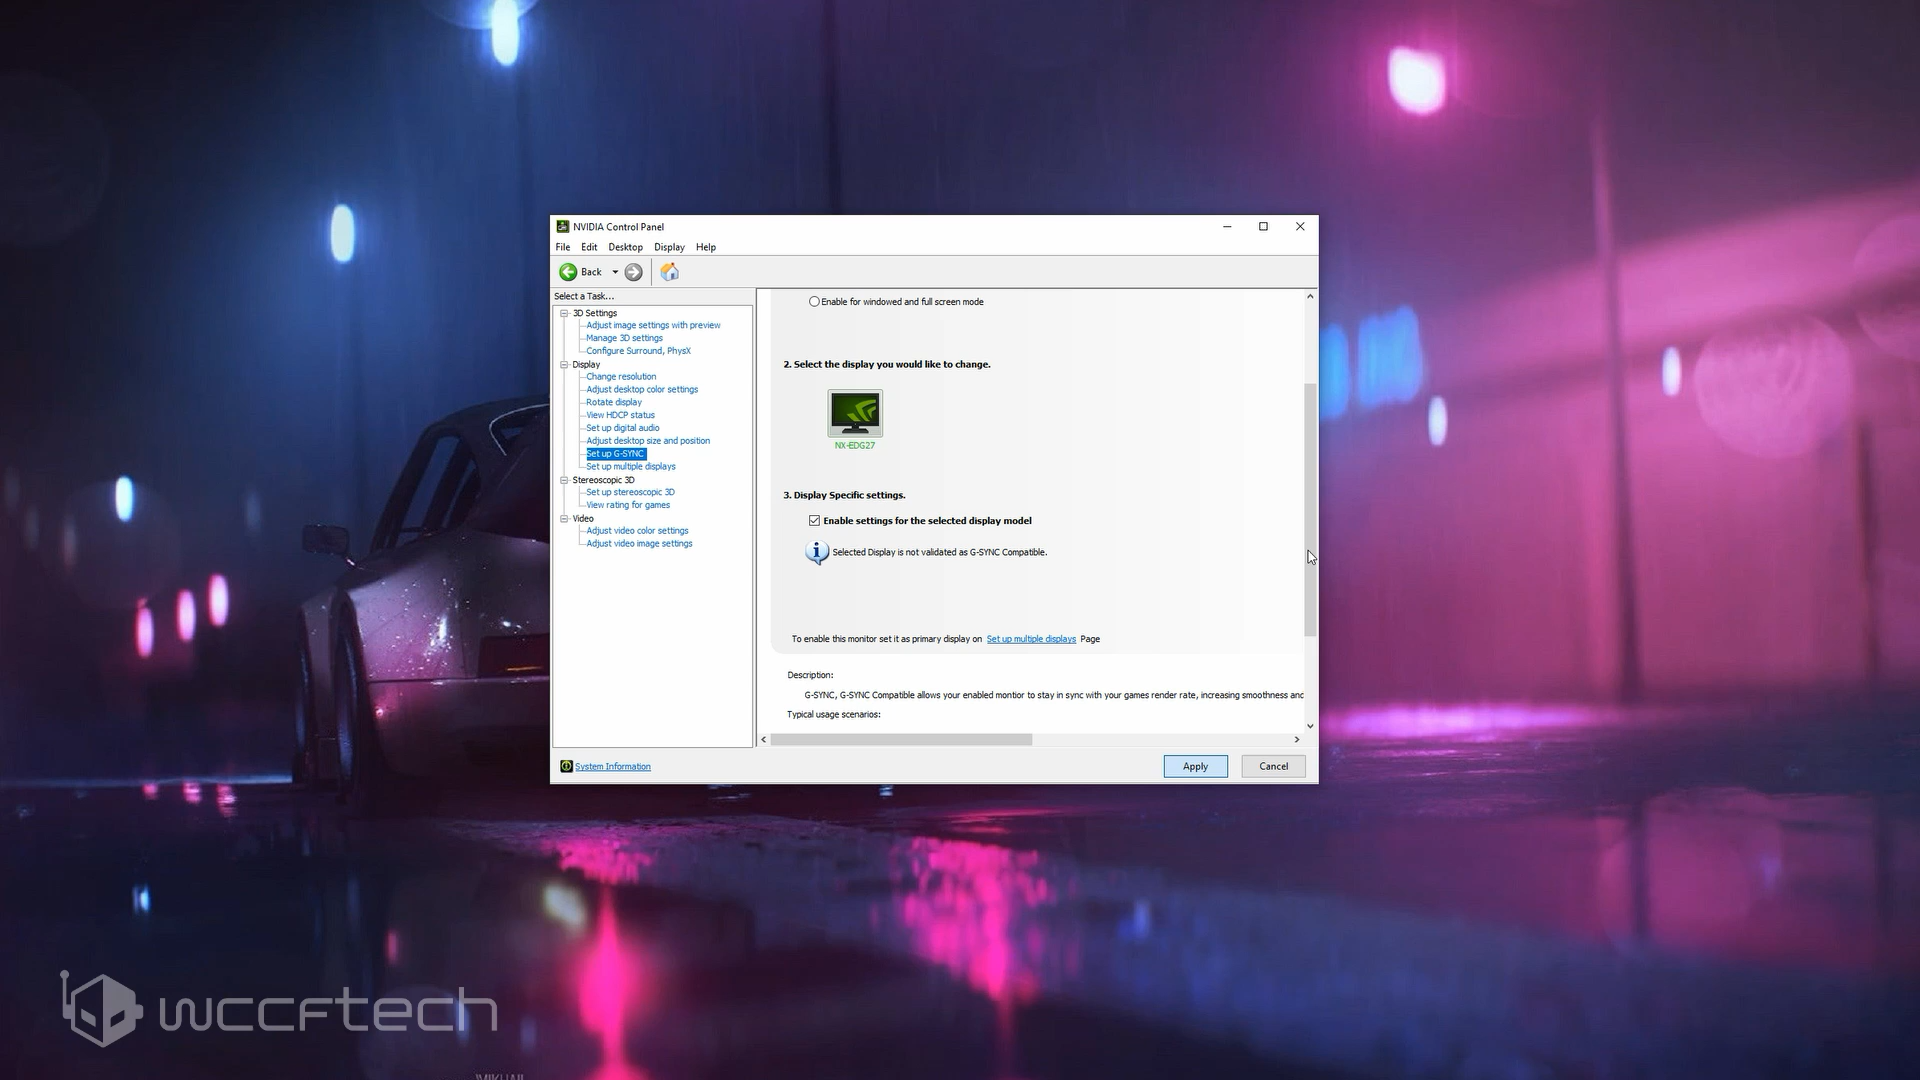 NVIDIA Control Panel
File Edit Desktop Display Help
Back
Select a Task...
3D Settings
Adjust image settings with preview
Manage 3D settings
Configure Surround, PhysX
Display
Change resolution
Adjust desktop color settings
Rotate display
View HDCP status
Set up digital audio
Adjust desktop size and position
Set up G-SYNC
Set up multiple displays
Stereoscopic 3D
Set up stereoscopic 3D
View rating for games
Video
Adjust video color settings
Adjust video image settings
Enable for windowed and full screen mode
2. Select the display you would like to change.
NX-EDG27
3. Display Specific settings.
Enable settings for the selected display model
Selected Display is not validated as G-SYNC Compatible.
To enable this monitor set it as primary display on Set up multiple displays Page
Description:
G-SYNC, G-SYNC Compatible allows your enabled montior to stay in sync with your games render rate, increasing smoothness and
Typical usage scenarios:
System Information
Apply Cancel
wccftech